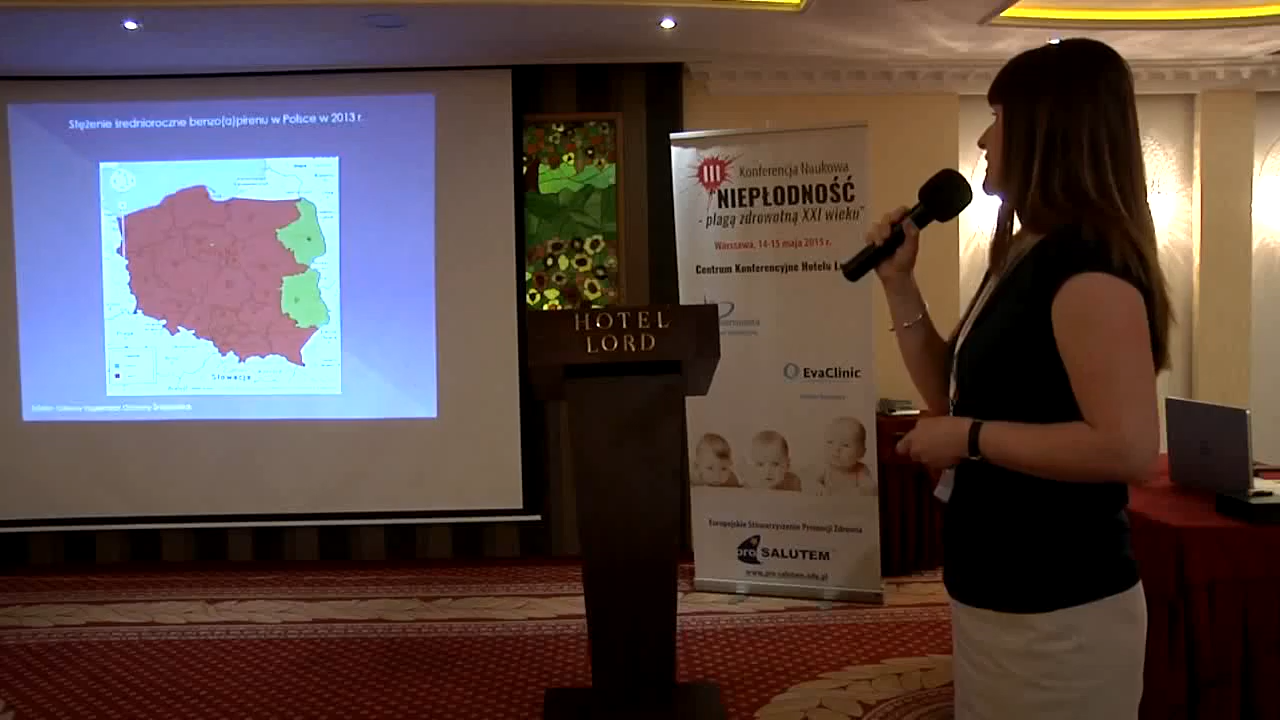 Stężenie średnioroczne benzo(a)pirenu w Polsce w 2013 r.
Słowacja
HOTEL
LORD
III
Konferencja Naukowa
"NIEPŁODNOŚĆ
- plagą zdrowotną XXI wieku"
Warszawa, 14-15 maja 2015 r.
Centrum Konferencyjne Hotelu
EvaClinic
Europejskie Stowarzyszenie Promocji Zdrowia
pro SALUTEM
www.pro-salutem.edu.pl